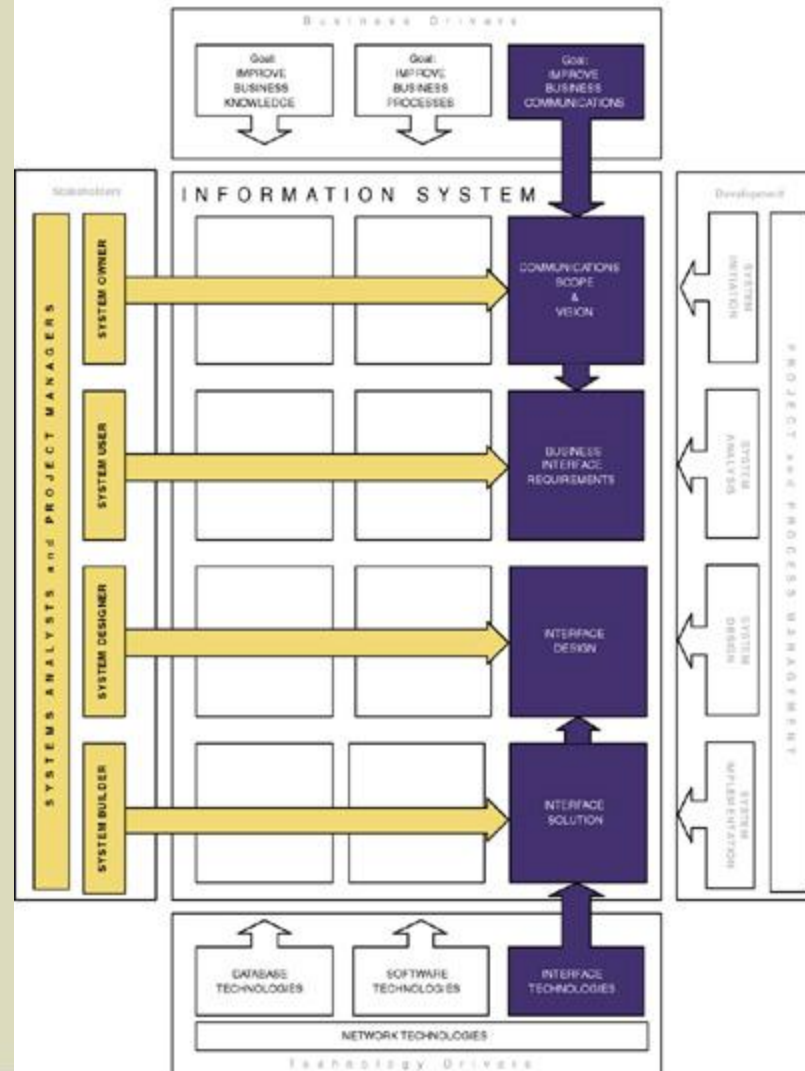 Business Drivers
Goal:
IMPROVE
BUSINESS
KNOWLEDGE
Goal:
IMPROVE
BUSINESS
PROCESSES
Goal:
IMPROVE
BUSINESS
COMMUNICATIONS
Stakeholders
INFORMATION SYSTEM
Development
SYSTEMS ANALYSTS and PROJECT MANAGERS
SYSTEM OWNER
COMMUNICATIONS
SCOPE
&
VISION
SYSTEM
INITIATION
SYSTEM USER
BUSINESS
INTERFACE
REQUIREMENTS
SYSTEM
ANALYSIS
SYSTEM DESIGNER
INTERFACE
DESIGN
SYSTEM
DESIGN
SYSTEM BUILDER
INTERFACE
SOLUTION
SYSTEM
IMPLEMENTATION
PROJECT and PROCESS MANAGEMENT
DATABASE
TECHNOLOGIES
SOFTWARE
TECHNOLOGIES
INTERFACE
TECHNOLOGIES
NETWORK TECHNOLOGIES
Technology Drivers